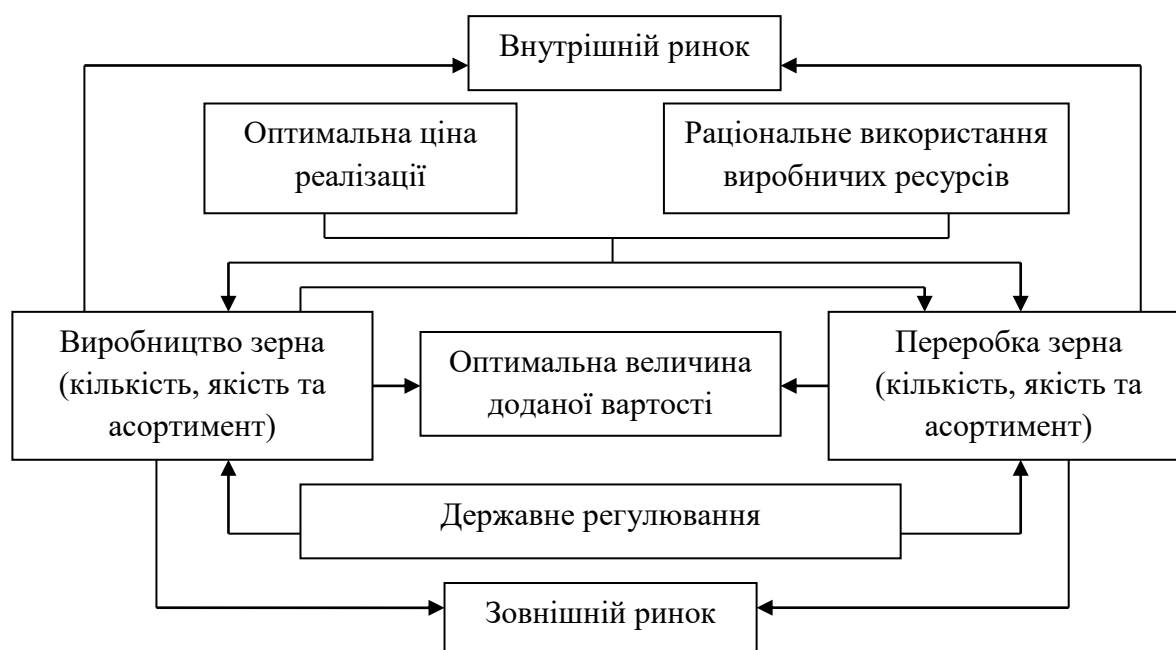 Внутрішній ринок
Оптимальна ціна
реалізації
Раціональне використання
виробничих ресурсів
Виробництво зерна
(кількість, якість та
асортимент)
Оптимальна величина
доданої вартості
Переробка зерна
(кількість, якість та
асортимент)
Державне регулювання
Зовнішній ринок